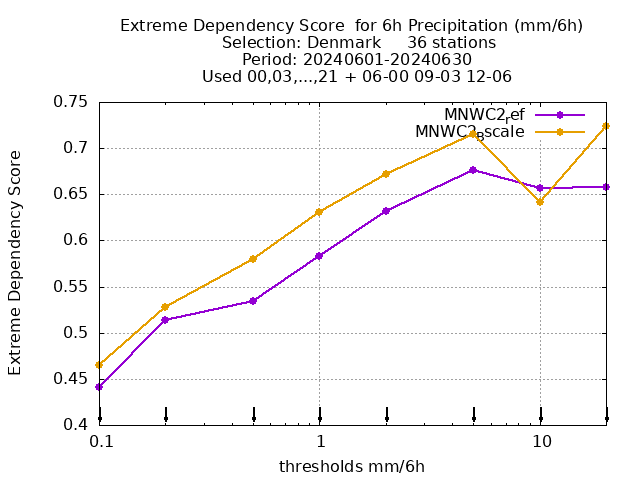 Extreme Dependency Score  for 6h Precipitation (mm/6h)
Selection: Denmark     36 stations
Period: 20240601-20240630
Used 00,03,...,21 + 06-00 09-03 12-06
MNWC2ref
0.75
0.7
0.65
0.6
0.55
0.5
0.45
0.4
Extreme Dependency Score
0.1
1
10
thresholds mm/6h